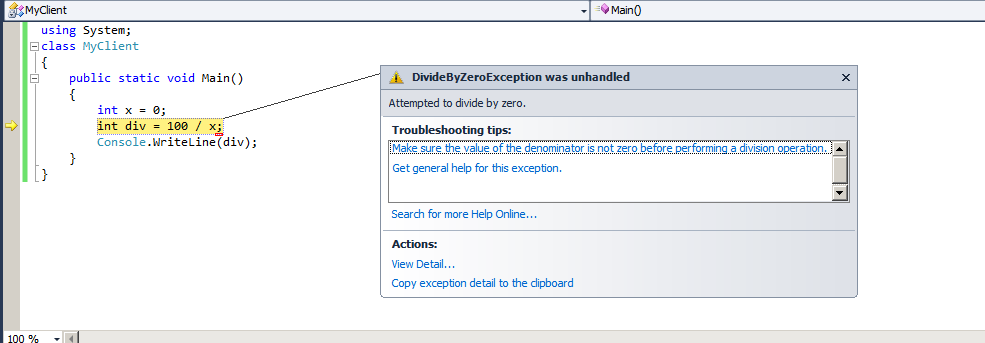 MyClient
Main()
using System;
class MyClient
{
public static void Main()
{
int x = 0;
int div = 100 / x;
Console.WriteLine(div);
}
}
DivideByZeroException was unhandled
Attempted to divide by zero.
Troubleshooting tips:
Make sure the value of the denominator is not zero before performing a division operation.
Get general help for this exception.
Search for more Help Online...
Actions:
View Detail...
Copy exception detail to the clipboard
100 %